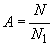 A = N / N₁